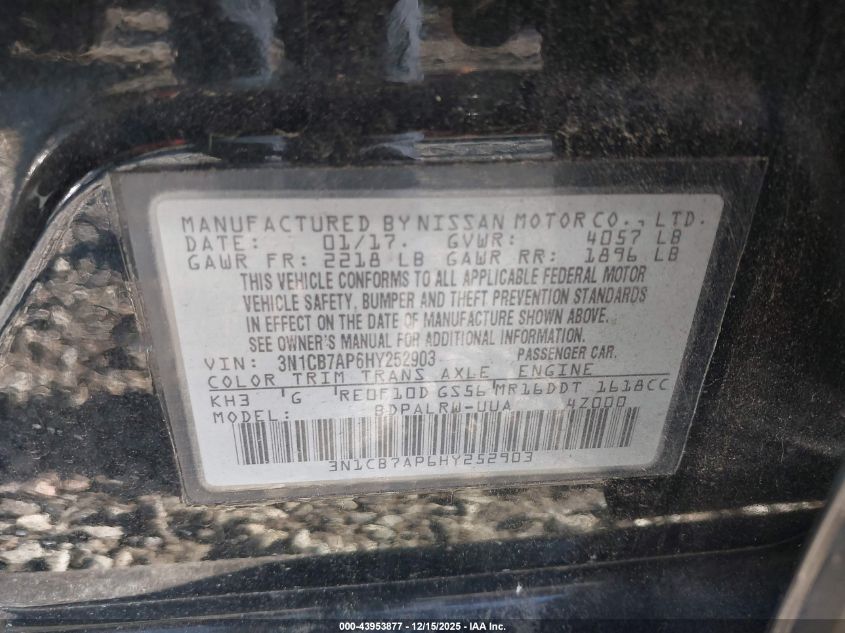 MANUFACTURED BY NISSAN MOTOR CO., LTD.
DATE: 01/17. GVWR: 4057 LB
GAWR FR: 2218 LB GAWR RR: 1896 LB
THIS VEHICLE CONFORMS TO ALL APPLICABLE FEDERAL MOTOR
VEHICLE SAFETY, BUMPER AND THEFT PREVENTION STANDARDS
IN EFFECT ON THE DATE OF MANUFACTURE SHOWN ABOVE.
SEE OWNER'S MANUAL FOR ADDITIONAL INFORMATION.
VIN: 3N1CB7AP6HY252903 PASSENGER CAR.
COLOR TRIM TRANS AXLE ENGINE
KH3 G RE0F10D GS56 MR16DDT 1618CC
MODEL: BDPALRW-UUA 4Z000
3N1CB7AP6HY252903
000-43953877 - 12/15/2025 - © IAA Inc.